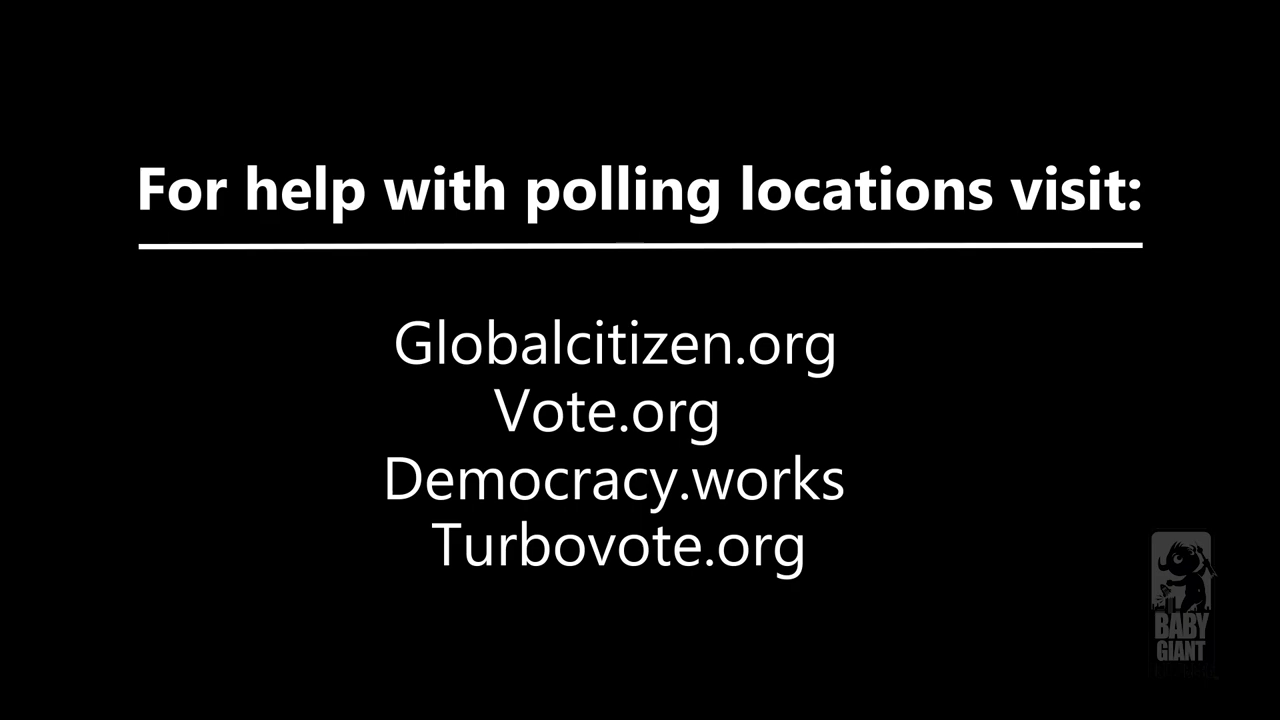 For help with polling locations visit:
Globalcitizen.org
Vote.org
Democracy.works
Turbovote.org
BABY
GIANT